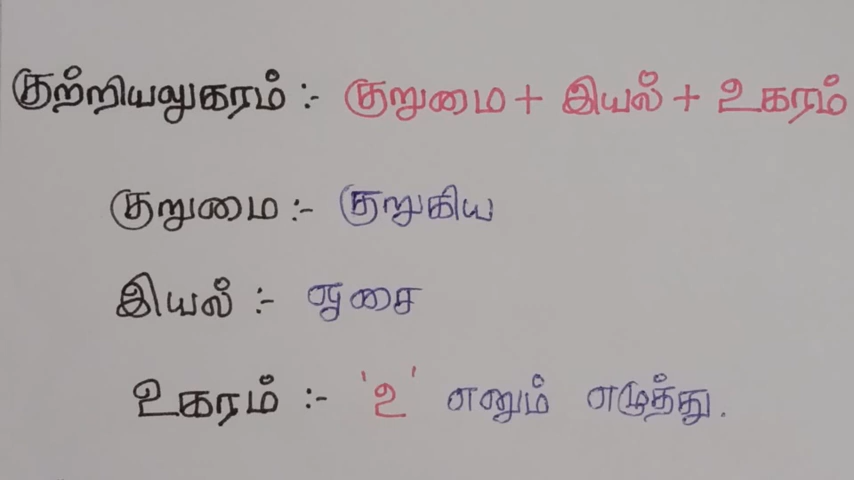 குற்றியலுகரம் :- குறுமை + இயல் + உகரம்
குறுமை :- குறுகிய
இயல் :- ஓசை
உகரம் :- 'உ' எனும் எழுத்து.